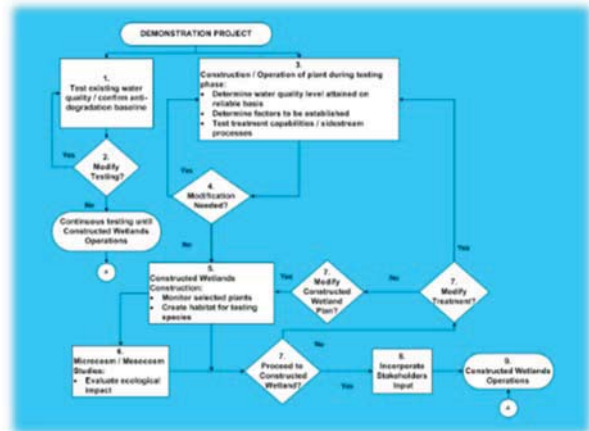 DEMONSTRATION PROJECT
1.
Test existing water
quality / confirm anti-
degradation baseline
Yes
2.
Modify
Testing?
No
Continuous testing until
Constructed Wetlands
Operations
3.
Construction / Operation of plant during testing
phase:
• Determine water quality level attained on
reliable basis
• Determine factors to be established
• Test treatment capabilities / sidestream
processes
Yes
4.
Modification
Needed?
No
5.
Constructed Wetlands
Construction:
• Monitor selected plants
• Create habitat for testing
species
Yes
7.
Modify
Constructed
Wetland
Plan?
No
7.
Modify
Treatment?
Yes
6.
Microcosm / Mesocosm
Studies:
• Evaluate ecological
impact
7.
Proceed to
Constructed
Wetland?
No
Yes
8.
Incorporate
Stakeholders
Input
9.
Constructed Wetlands
Operations